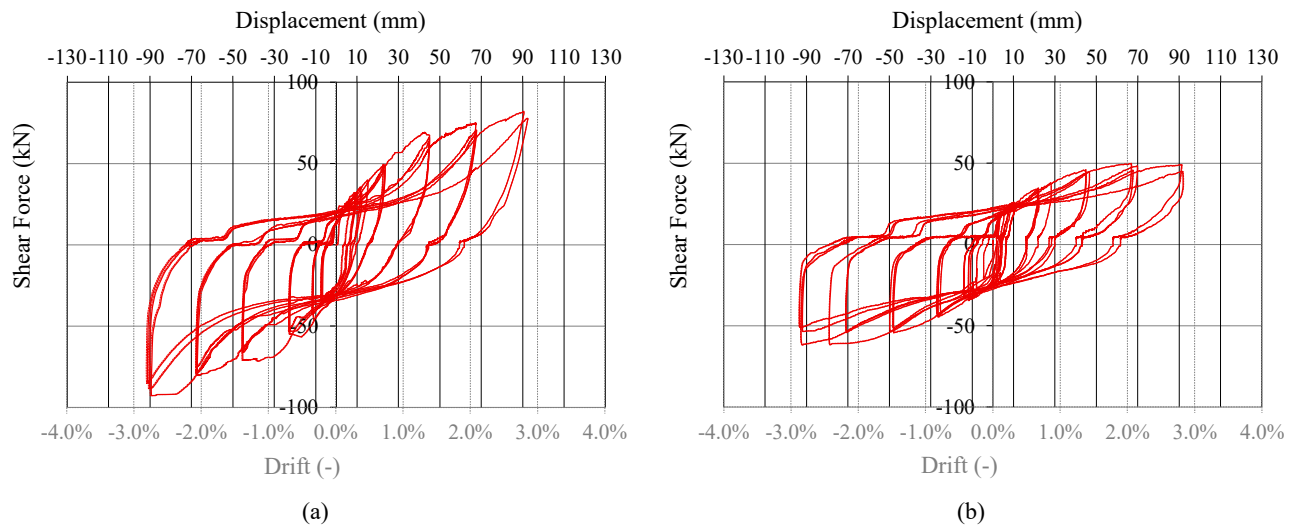 Displacement (mm)
-130 -110 -90 -70 -50 -30 -10 10 30 50 70 90 110 130
Shear Force (kN)
100
50
0
-50
-100
-4.0% -3.0% -2.0% -1.0% 0.0% 1.0% 2.0% 3.0% 4.0%
Drift (-)
(a)
Displacement (mm)
-130 -110 -90 -70 -50 -30 -10 10 30 50 70 90 110 130
Shear Force (kN)
100
50
0
-50
-100
-4.0% -3.0% -2.0% -1.0% 0.0% 1.0% 2.0% 3.0% 4.0%
Drift (-)
(b)